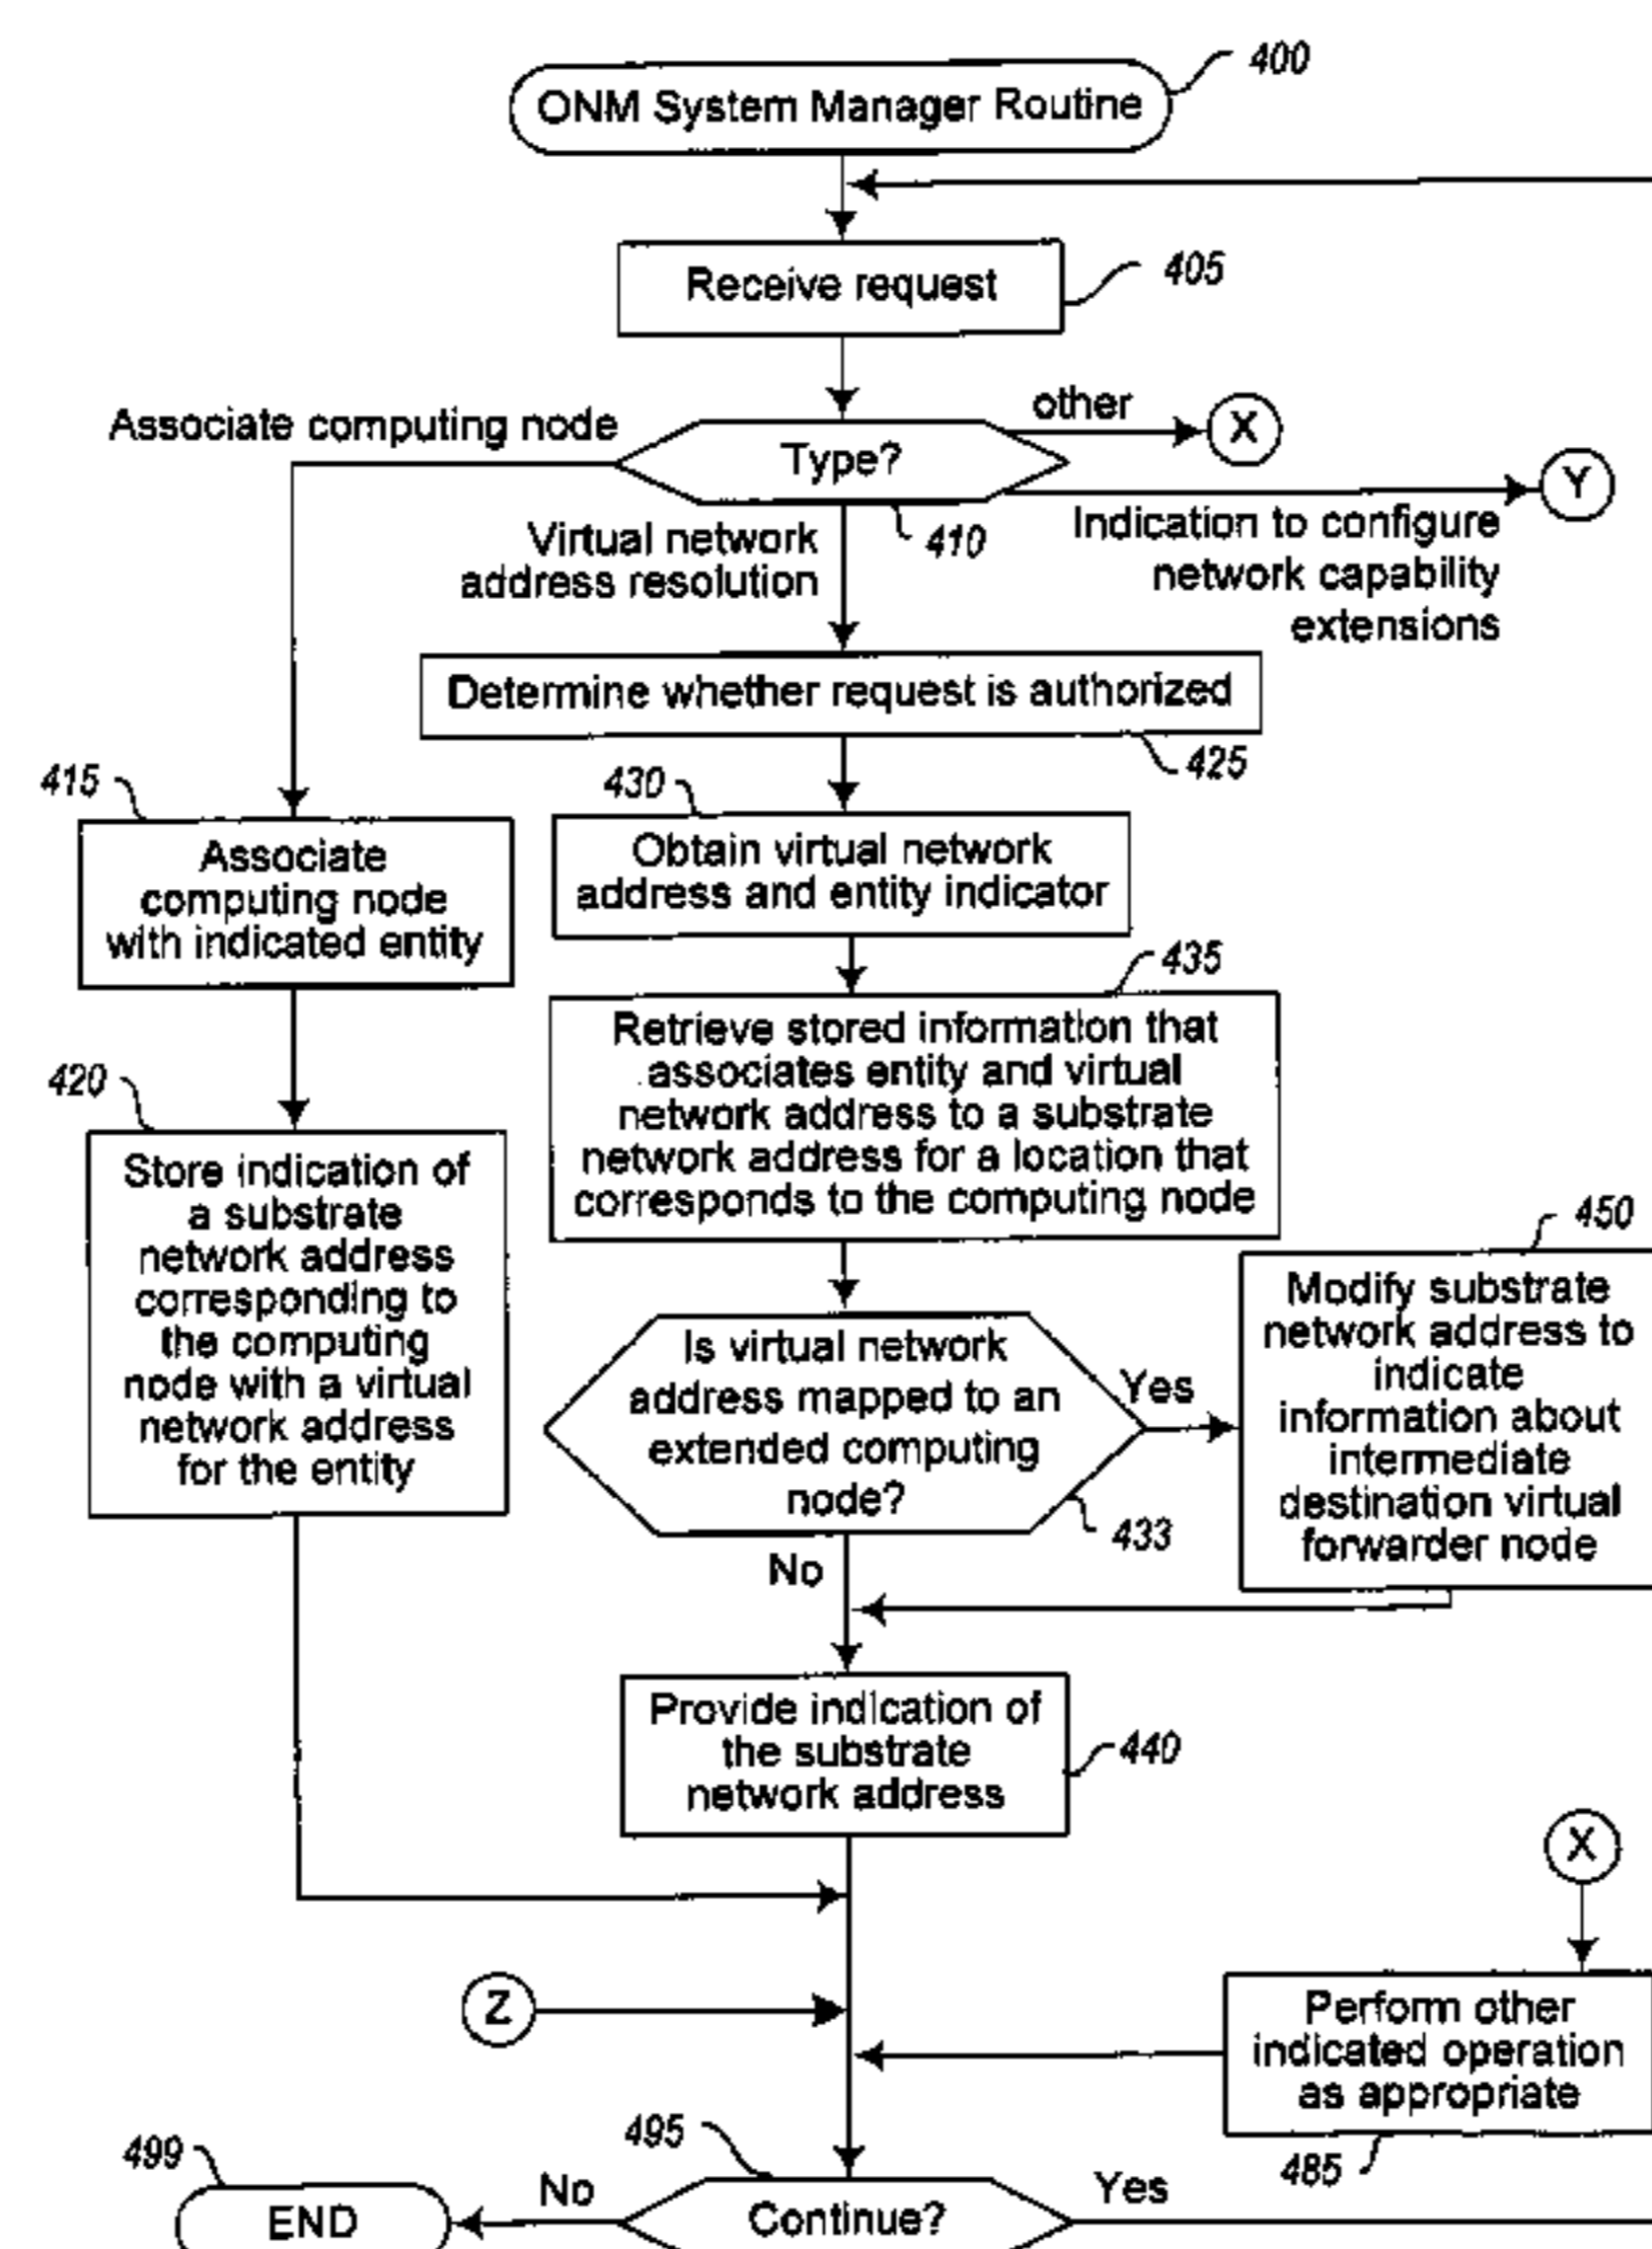 400
ONM System Manager Routine
Receive request
405
Associate computing node
other
X
Type?
Y
410
Virtual network
address resolution
Indication to configure
network capability
extensions
Determine whether request is authorized
425
415
430
Associate
computing node
with indicated entity
Obtain virtual network
address and entity indicator
435
Retrieve stored information that
associates entity and virtual
network address to a substrate
network address for a location that
corresponds to the computing node
420
Store indication of
a substrate
network address
corresponding to
the computing
node with a virtual
network address
for the entity
450
Modify substrate
network address to
indicate
information about
intermediate
destination virtual
forwarder node
Is virtual network
address mapped to an
extended computing
node?
Yes
433
No
Provide indication of
the substrate
network address
440
X
Z
Perform other
indicated operation
as appropriate
485
495
499
END
No
Continue?
Yes